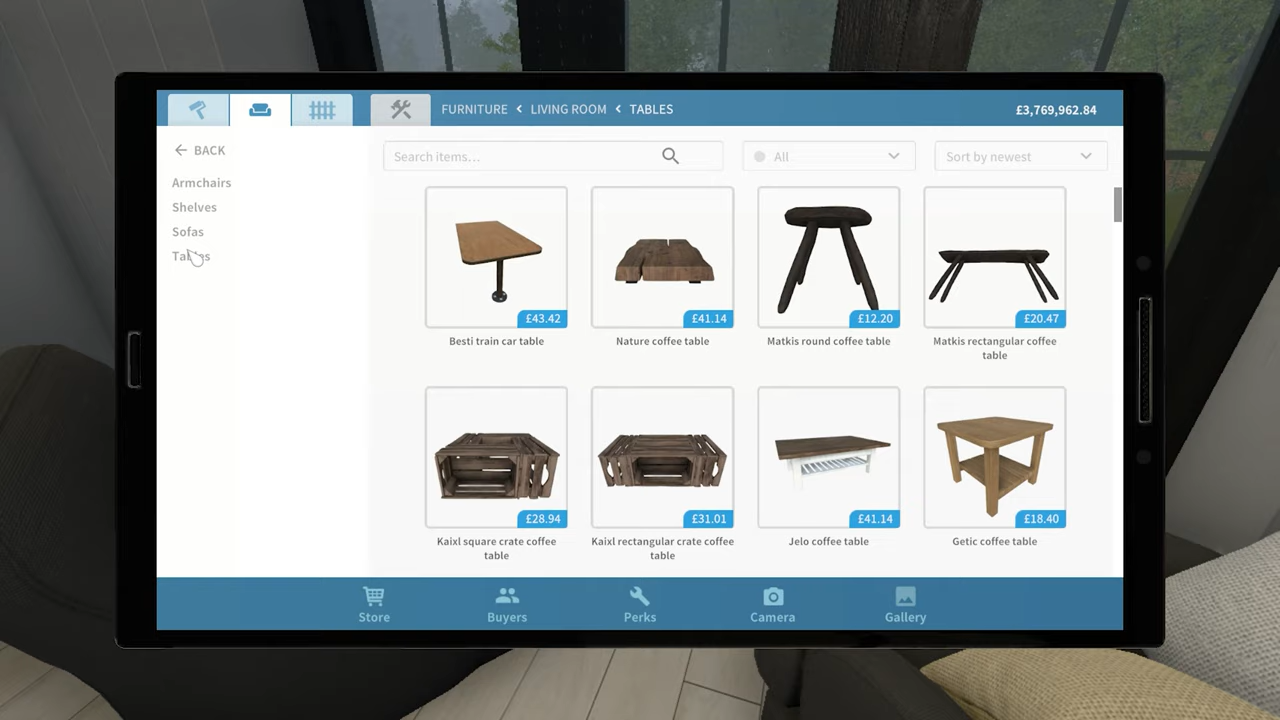 FURNITURE < LIVING ROOM < TABLES
£3,769,962.84
BACK
Search items...
All
Sort by newest
Armchairs
Shelves
Sofas
Tables
£43.42
£41.14
£12.20
£20.47
Besti train car table
Nature coffee table
Matkis round coffee table
Matkis rectangular coffee
table
£28.94
£31.01
£41.14
£18.40
Kaixl square crate coffee
table
Kaixl rectangular crate coffee
table
Jelo coffee table
Getic coffee table
Store
Buyers
Perks
Camera
Gallery